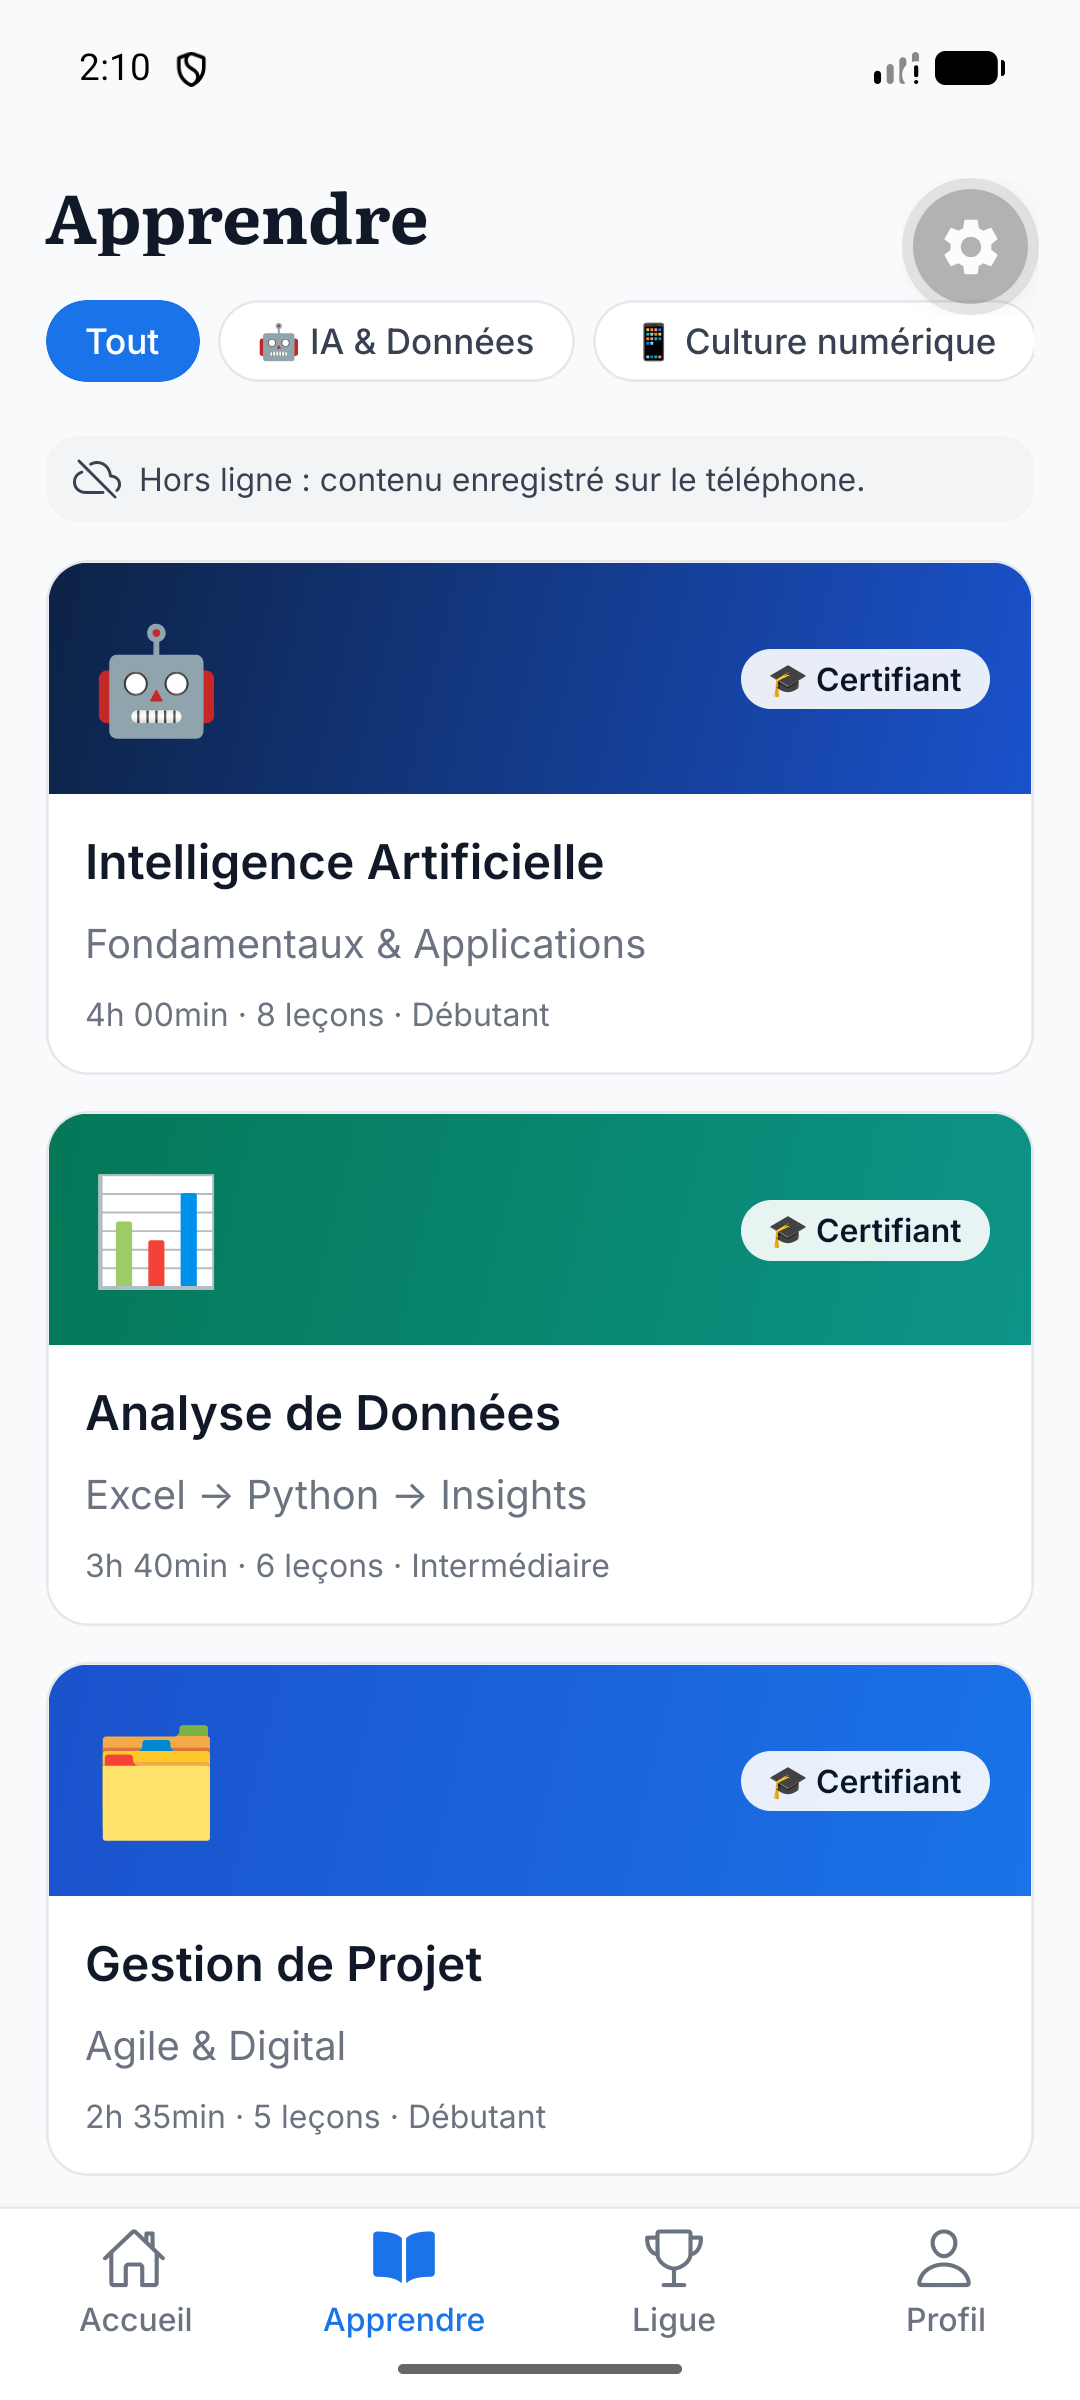 2:10
Apprendre
Tout
IA & Données
Culture numérique
Hors ligne : contenu enregistré sur le téléphone.
Certifiant
Intelligence Artificielle
Fondamentaux & Applications
4h 00min · 8 leçons · Débutant
Certifiant
Analyse de Données
Excel → Python → Insights
3h 40min · 6 leçons · Intermédiaire
Certifiant
Gestion de Projet
Agile & Digital
2h 35min · 5 leçons · Débutant
Accueil
Apprendre
Ligue
Profil